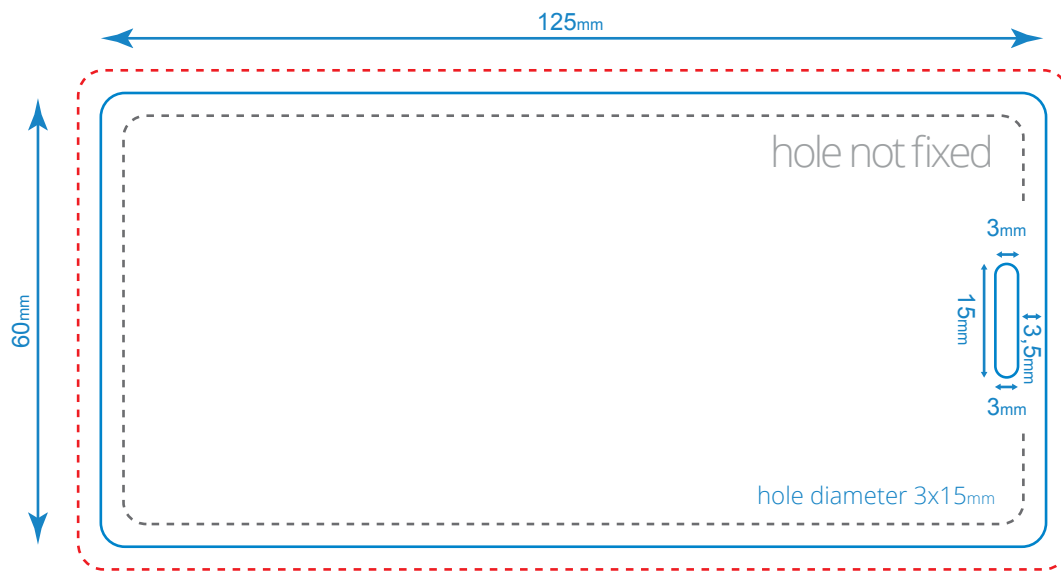 125mm
hole not fixed
3mm
60mm
15mm
3,5mm
3mm
hole diameter 3x15mm